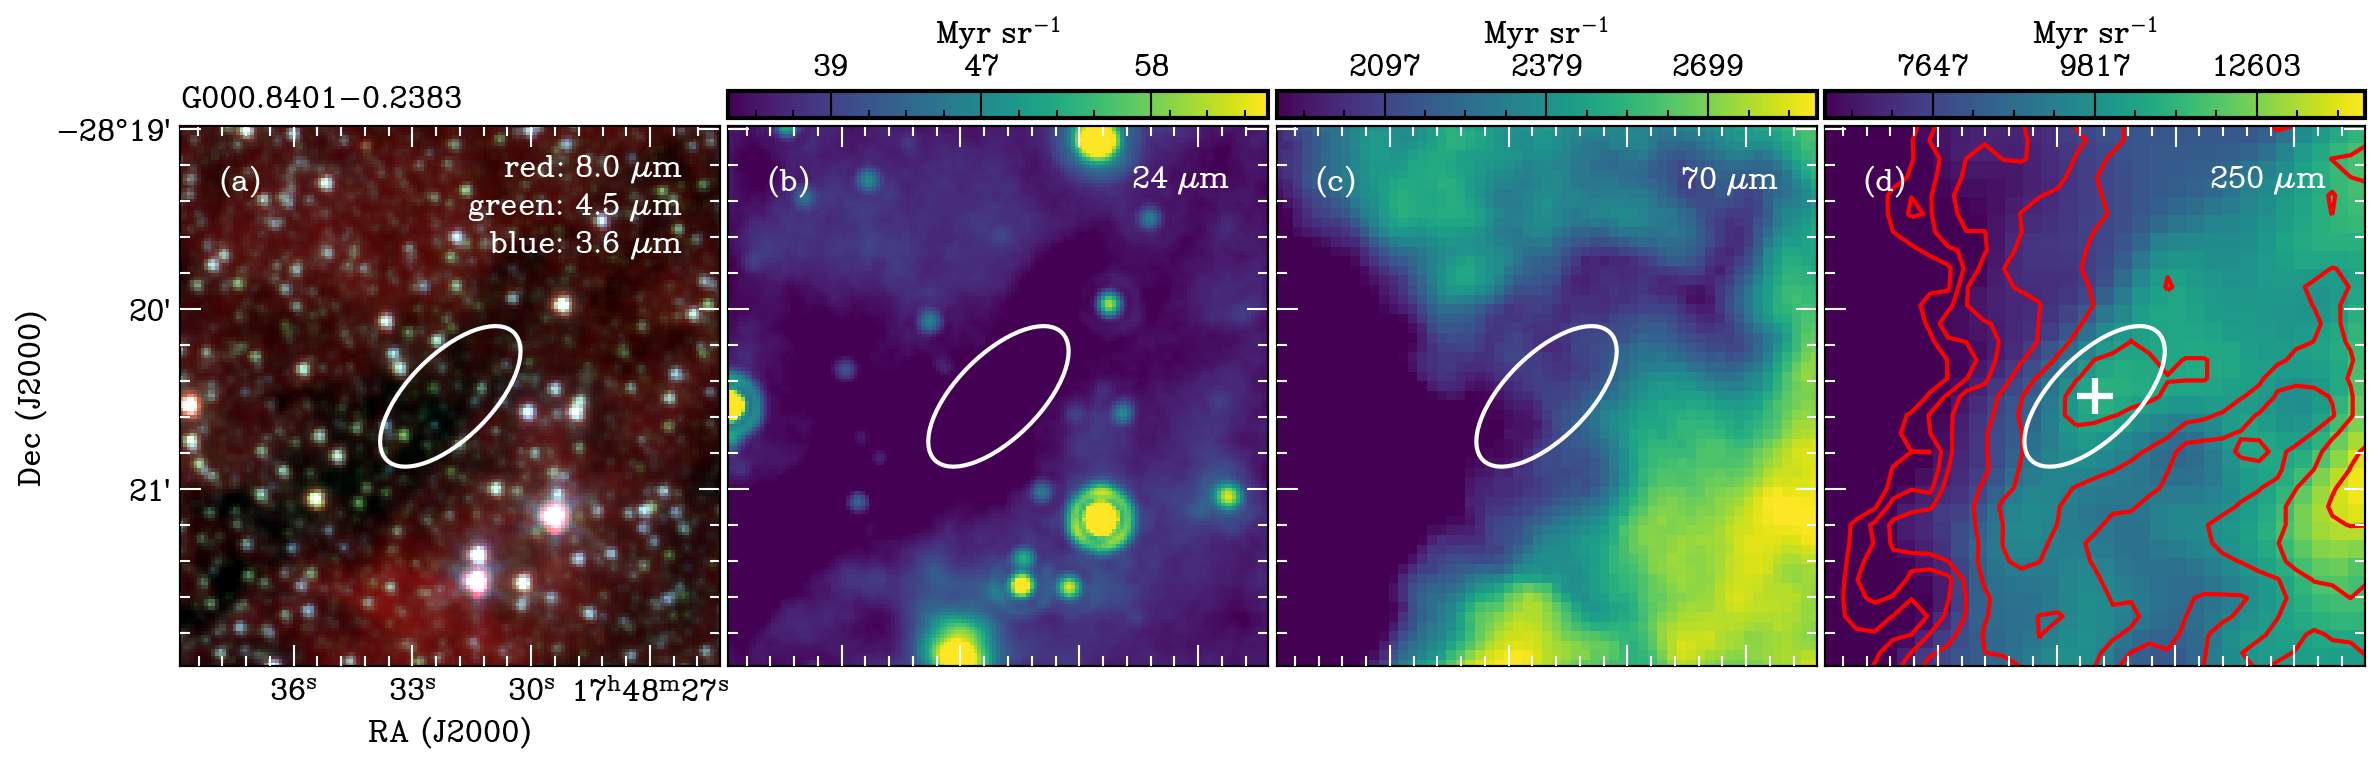 Myr sr⁻¹
39 47 58
Myr sr⁻¹
2097 2379 2699
Myr sr⁻¹
7647 9817 12603
G000.8401−0.2383
(a)
red: 8.0 μm
green: 4.5 μm
blue: 3.6 μm
(b)
24 μm
(c)
70 μm
(d)
250 μm
−28°19'
20'
21'
Dec (J2000)
36ˢ 33ˢ 30ˢ 17ʰ48ᵐ27ˢ
RA (J2000)